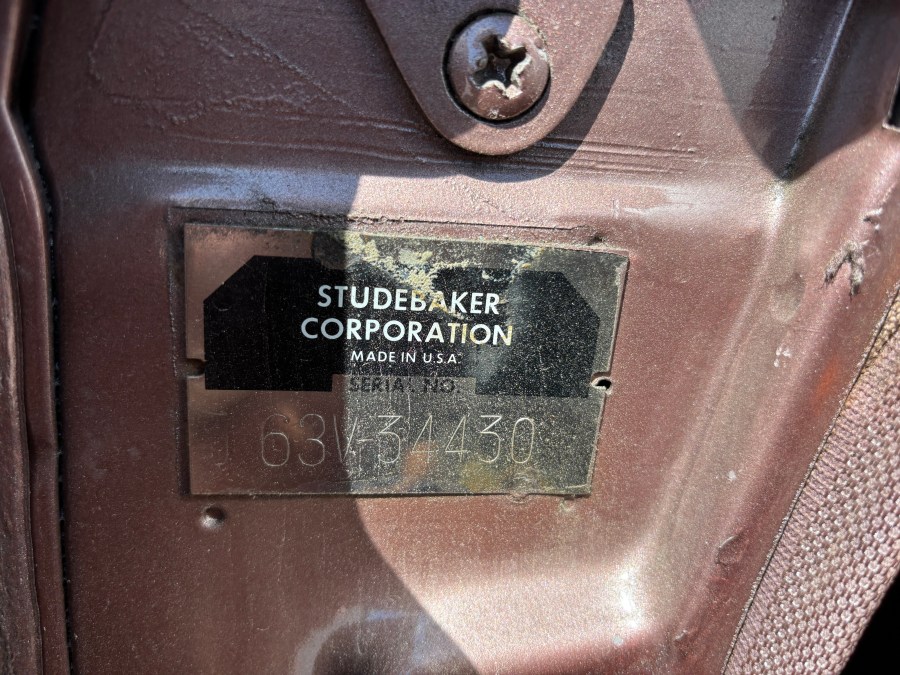 STUDEBAKER
CORPORATION
MADE IN U.S.A.
SERIAL NO.
63V-34430